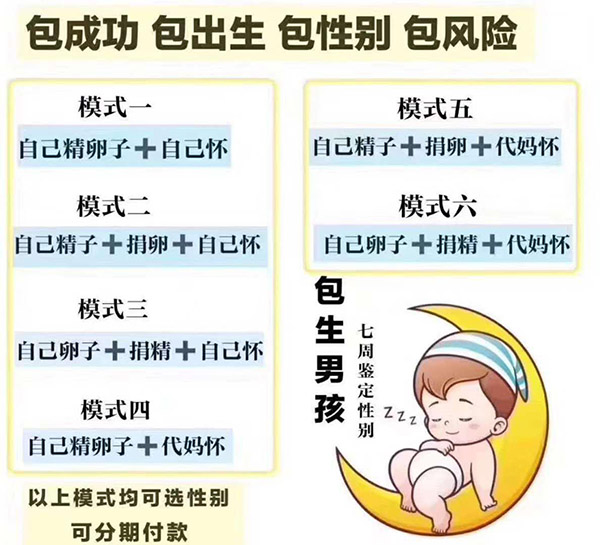 包成功 包出生 包性别 包风险
模式一
自己精卵子+自己怀
模式二
自己精子+捐卵+自己怀
模式三
自己卵子+捐精+自己怀
模式四
自己精卵子+代妈怀
以上模式均可选性别
可分期付款
模式五
自己精子+捐卵+代妈怀
模式六
自己卵子+捐精+代妈怀
包生男孩
七周鉴定性别
ZZZ